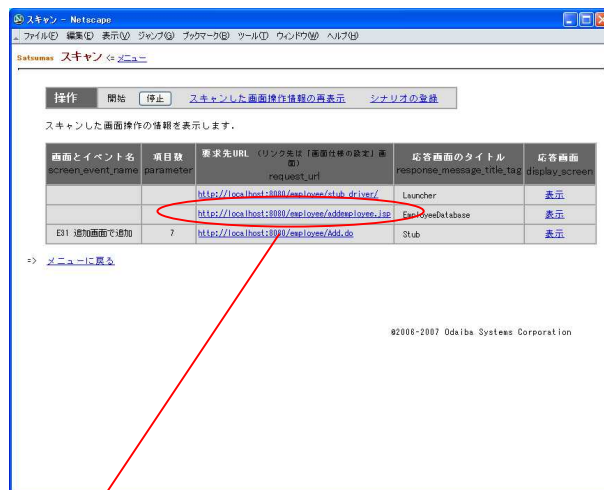 スキャン - Netscape
ファイル(F) 編集(E) 表示(V) ジャンプ(G) ブックマーク(B) ツール(T) ウィンドウ(W) ヘルプ(H)
Satsumas スキャン <= メニュー
操作 開始 停止 スキャンした画面操作情報の再表示 シナリオの登録
スキャンした画面操作の情報を表示します.
画面とイベント名 screen_event_name 項目数 parameter 要求先URL (リンク先は「画面仕様の設定」画面) request_url 応答画面のタイトル response_message_title_tag 応答画面 display_screen
http://localhost:8080/employee/stub_driver/ Launcher 表示
http://localhost:8080/employee/addemployee.jsp EmployeeDatabase 表示
E31 追加画面で追加 7 http://localhost:8080/employee/Add.do Stub 表示
=> メニューに戻る
©2006-2007 Odaiba Systems Corporation